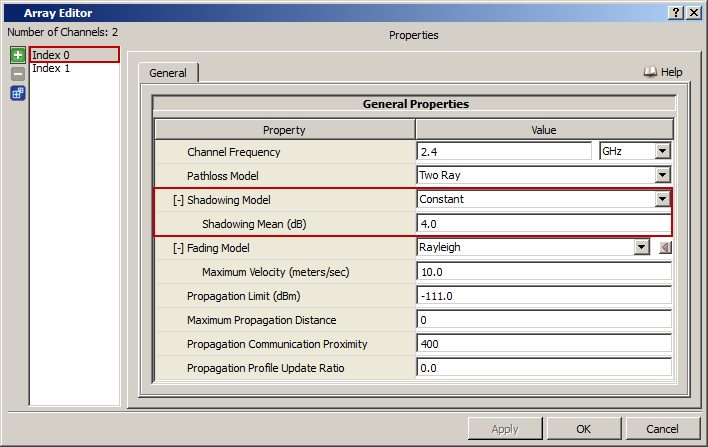 Array Editor
Number of Channels: 2
Properties
Index 0
Index 1
General
Help
General Properties
Property Value
Channel Frequency 2.4 GHz
Pathloss Model Two Ray
[-] Shadowing Model Constant
Shadowing Mean (dB) 4.0
[-] Fading Model Rayleigh
Maximum Velocity (meters/sec) 10.0
Propagation Limit (dBm) -111.0
Maximum Propagation Distance 0
Propagation Communication Proximity 400
Propagation Profile Update Ratio 0.0
Apply OK Cancel